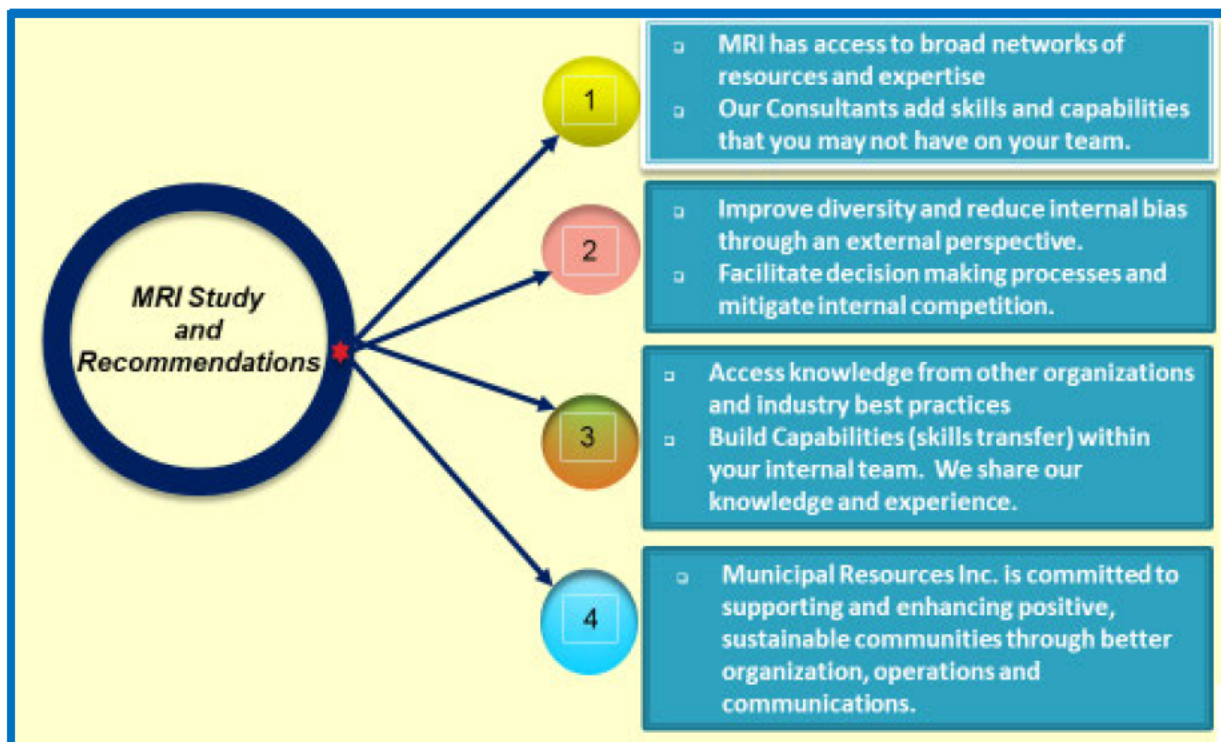 MRI Study
and
Recommendations
1
MRI has access to broad networks of
resources and expertise
Our Consultants add skills and capabilities
that you may not have on your team.
2
Improve diversity and reduce internal bias
through an external perspective.
Facilitate decision making processes and
mitigate internal competition.
3
Access knowledge from other organizations
and industry best practices
Build Capabilities (skills transfer) within
your internal team. We share our
knowledge and experience.
4
Municipal Resources Inc. is committed to
supporting and enhancing positive,
sustainable communities through better
organization, operations and
communications.